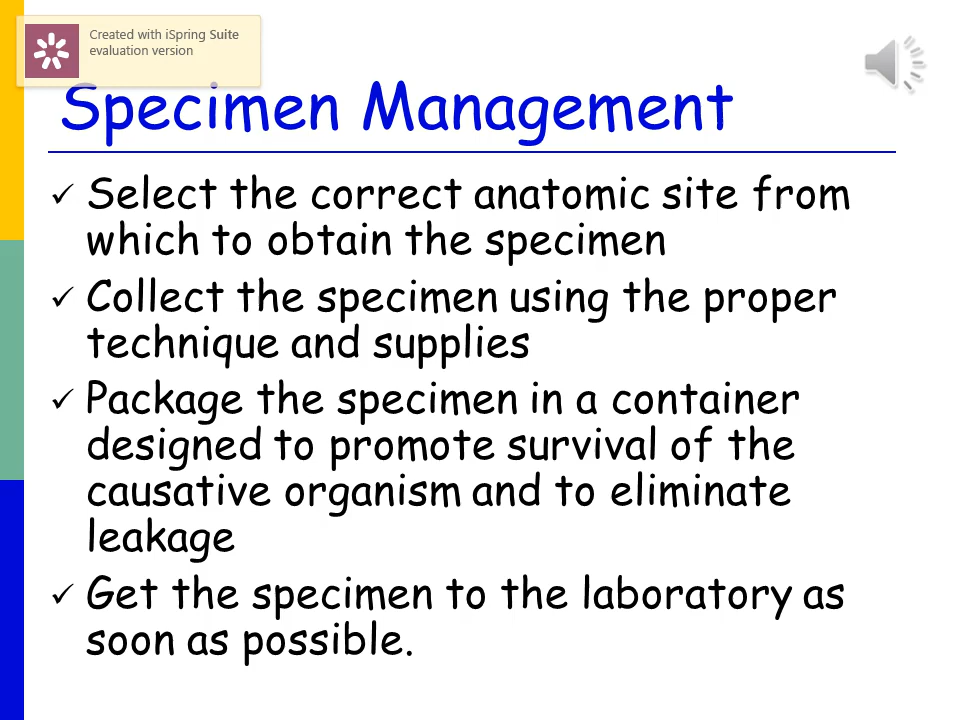 Created with iSpring Suite
evaluation version
Specimen Management
✓ Select the correct anatomic site from
which to obtain the specimen
✓ Collect the specimen using the proper
technique and supplies
✓ Package the specimen in a container
designed to promote survival of the
causative organism and to eliminate
leakage
✓ Get the specimen to the laboratory as
soon as possible.